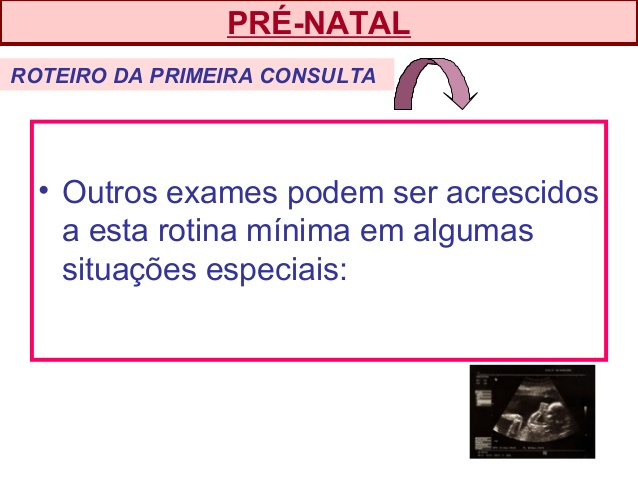 PRÉ-NATAL
ROTEIRO DA PRIMEIRA CONSULTA
• Outros exames podem ser acrescidos
a esta rotina mínima em algumas
situações especiais: